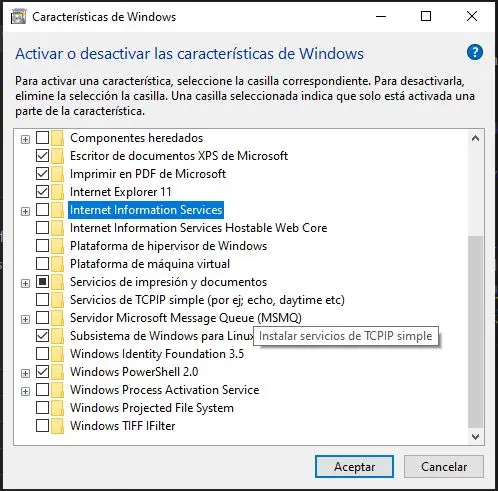 Características de Windows
Activar o desactivar las características de Windows
Para activar una característica, seleccione la casilla correspondiente. Para desactivarla,
elimine la selección la casilla. Una casilla seleccionada indica que solo está activada una
parte de la característica.
Componentes heredados
Escritor de documentos XPS de Microsoft
Imprimir en PDF de Microsoft
Internet Explorer 11
Internet Information Services
Internet Information Services Hostable Web Core
Plataforma de hipervisor de Windows
Plataforma de máquina virtual
Servicios de impresión y documentos
Servicios de TCPIP simple (por ej; echo, daytime etc)
Servidor Microsoft Message Queue (MSMQ)
Subsistema de Windows para Linux
Instalar servicios de TCPIP simple
Windows Identity Foundation 3.5
Windows PowerShell 2.0
Windows Process Activation Service
Windows Projected File System
Windows TIFF IFilter
Aceptar
Cancelar